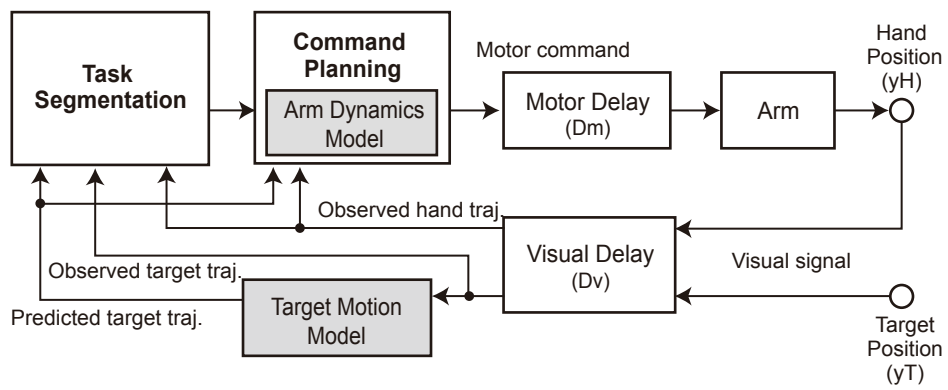 Task
Segmentation
Command
Planning
Arm Dynamics
Model
Motor command
Motor Delay
(Dm)
Arm
Hand
Position
(yH)
Observed hand traj.
Visual Delay
(Dv)
Visual signal
Observed target traj.
Predicted target traj.
Target Motion
Model
Target
Position
(yT)